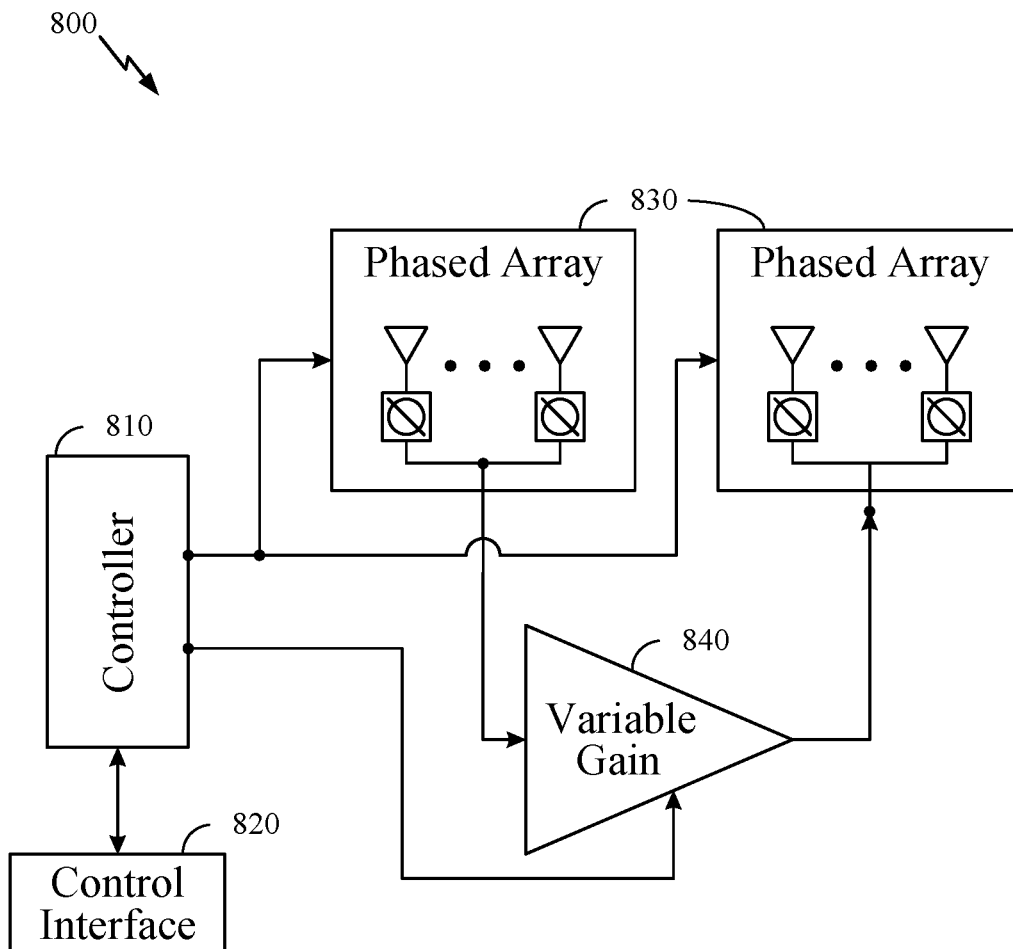 800
830
Phased Array
Phased Array
810
Controller
840
Variable
Gain
820
Control
Interface